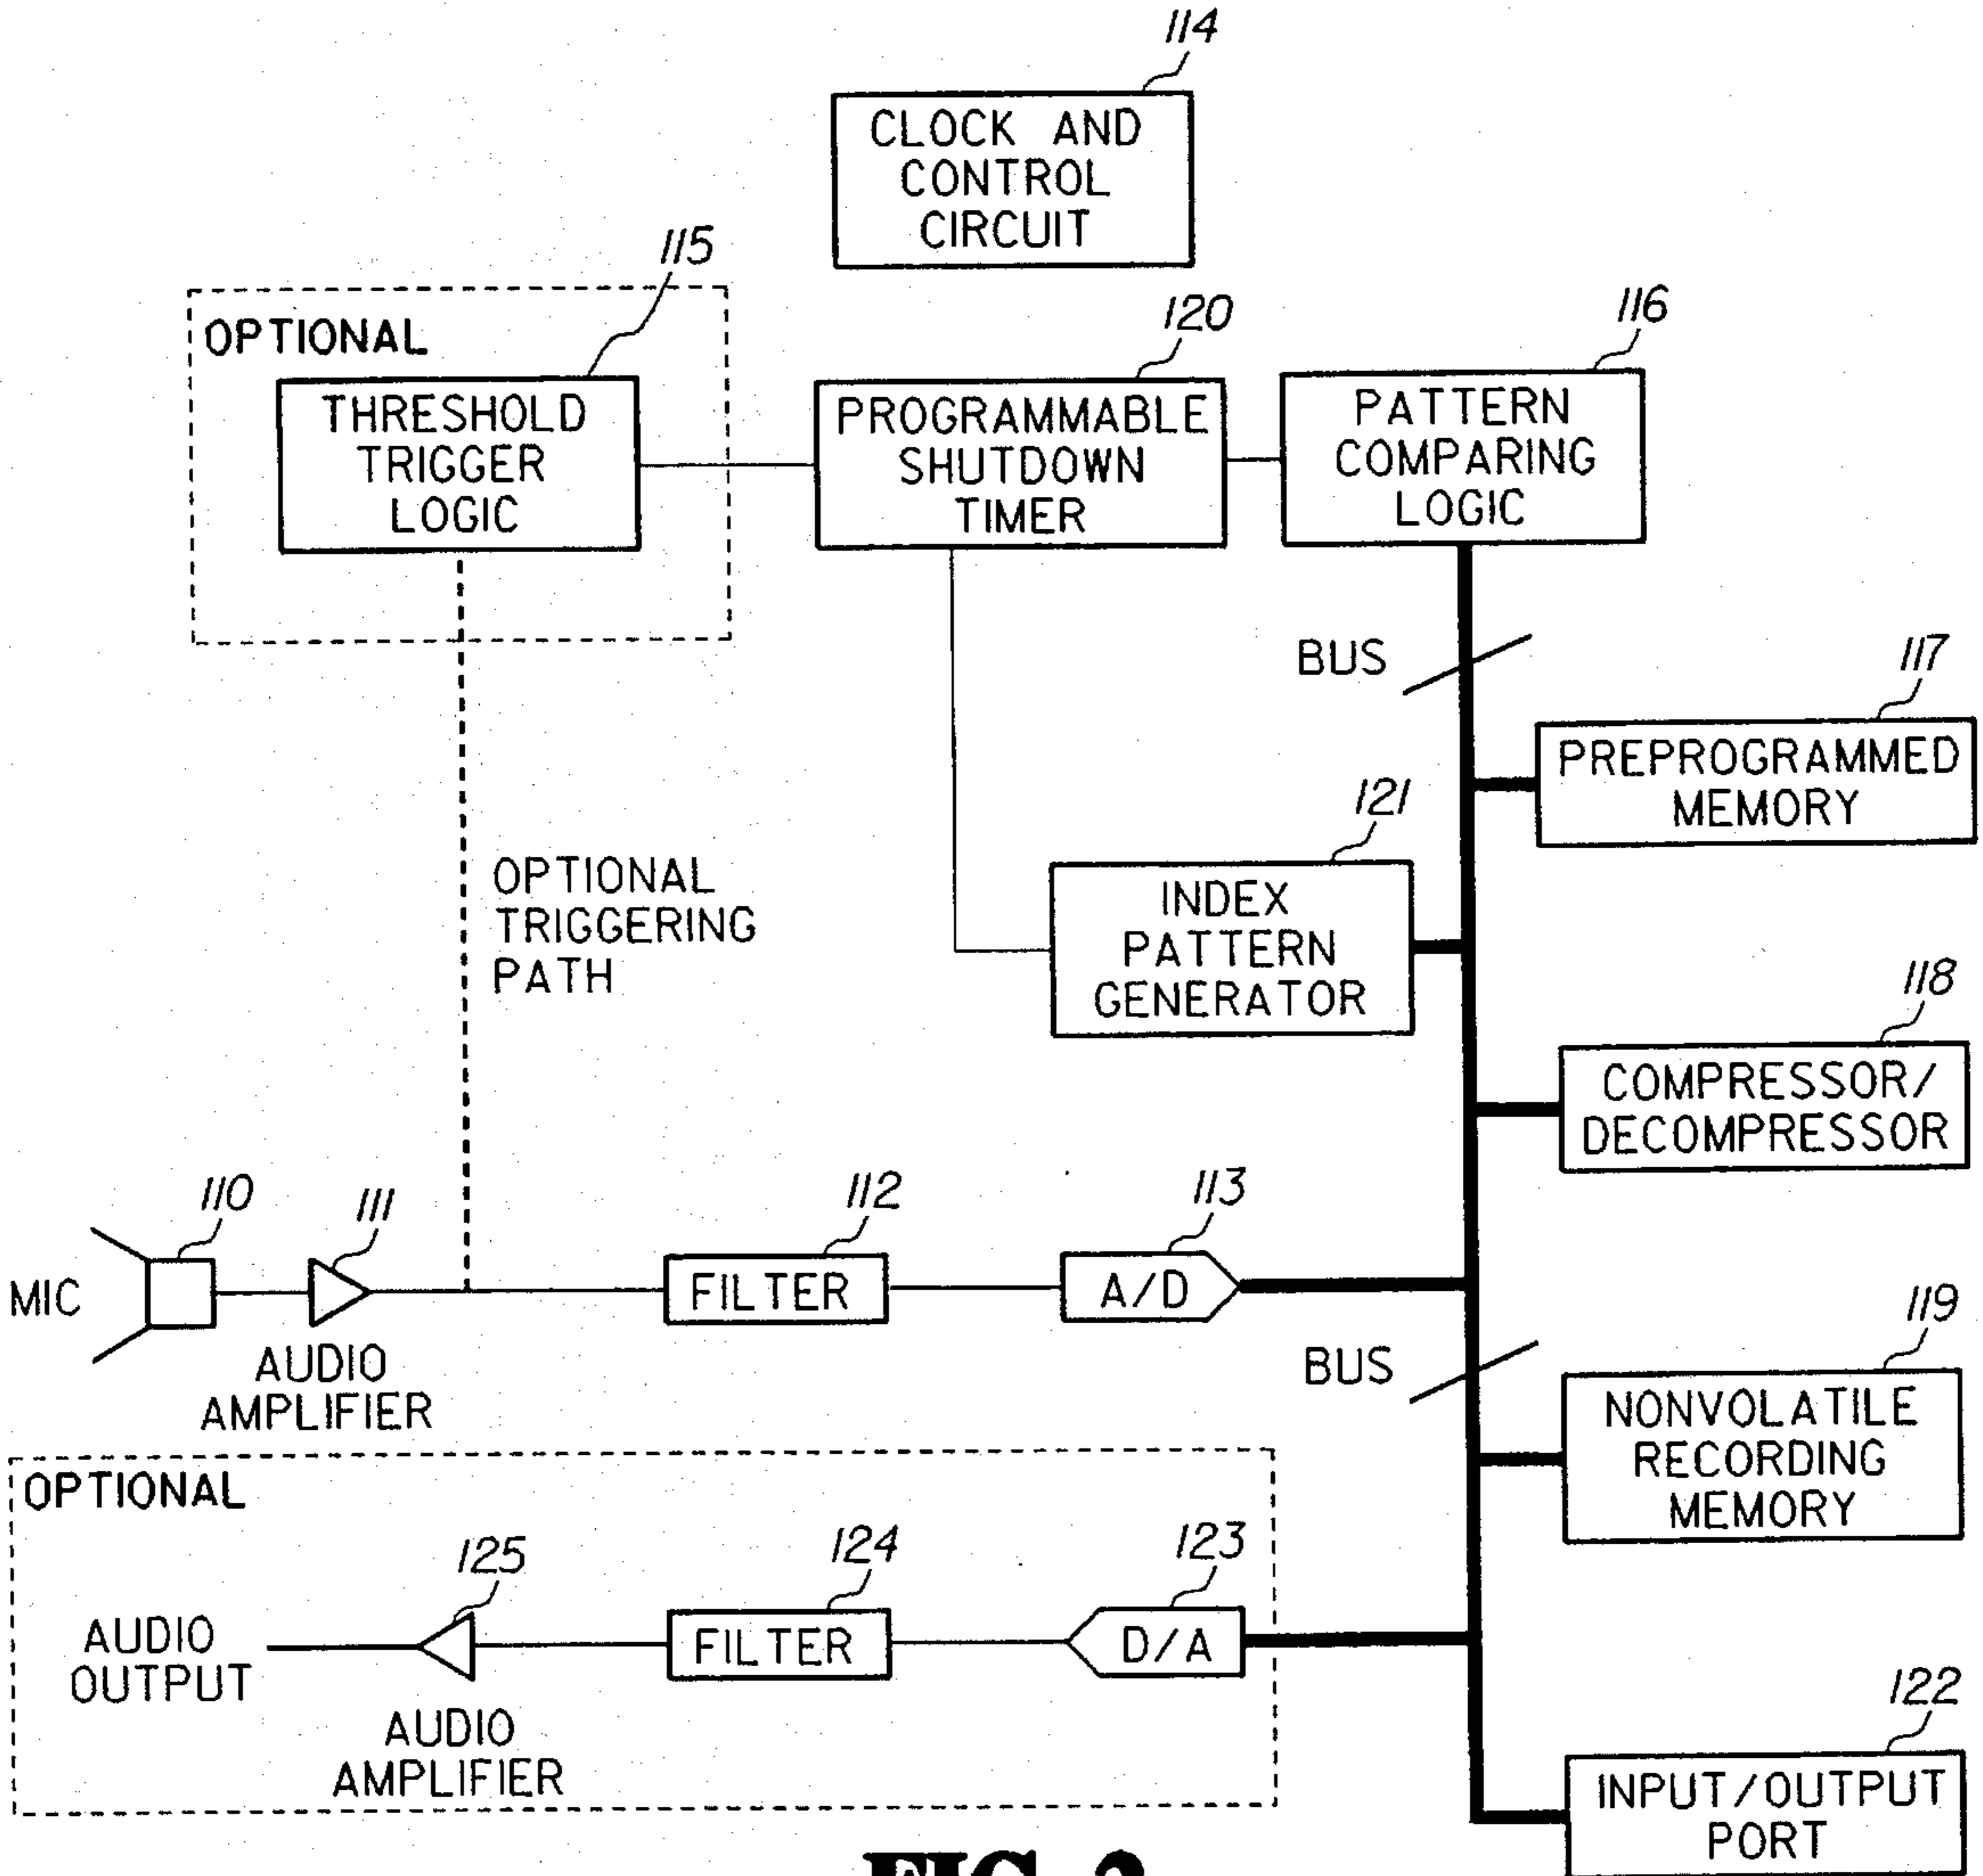 114
CLOCK AND
CONTROL
CIRCUIT
115
OPTIONAL
THRESHOLD
TRIGGER
LOGIC
120
PROGRAMMABLE
SHUTDOWN
TIMER
116
PATTERN
COMPARING
LOGIC
BUS
117
PREPROGRAMMED
MEMORY
121
INDEX
PATTERN
GENERATOR
OPTIONAL
TRIGGERING
PATH
118
COMPRESSOR/
DECOMPRESSOR
110
MIC
111
AUDIO
AMPLIFIER
112
FILTER
113
A/D
BUS
119
NONVOLATILE
RECORDING
MEMORY
OPTIONAL
125
AUDIO
OUTPUT
AUDIO
AMPLIFIER
124
FILTER
123
D/A
122
INPUT/OUTPUT
PORT